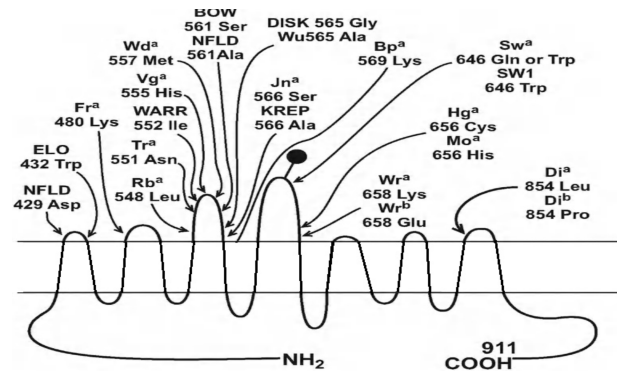 BOW
561 Ser
NFLD
561Ala
DISK 565 Gly
Wu565 Ala
Wdᵃ
557 Met
Vgᵃ
555 His
WARR
552 Ile
Trᵃ
551 Asn
Rbᵃ
548 Leu
Frᵃ
480 Lys
ELO
432 Trp
NFLD
429 Asp
Jnᵃ
566 Ser
KREP
566 Ala
Bpᵃ
569 Lys
Swᵃ
646 Gln or Trp
SW1
646 Trp
Hgᵃ
656 Cys
Moᵃ
656 His
Wrᵃ
658 Lys
Wrᵇ
658 Glu
Diᵃ
854 Leu
Diᵇ
854 Pro
NH₂
911
COOH